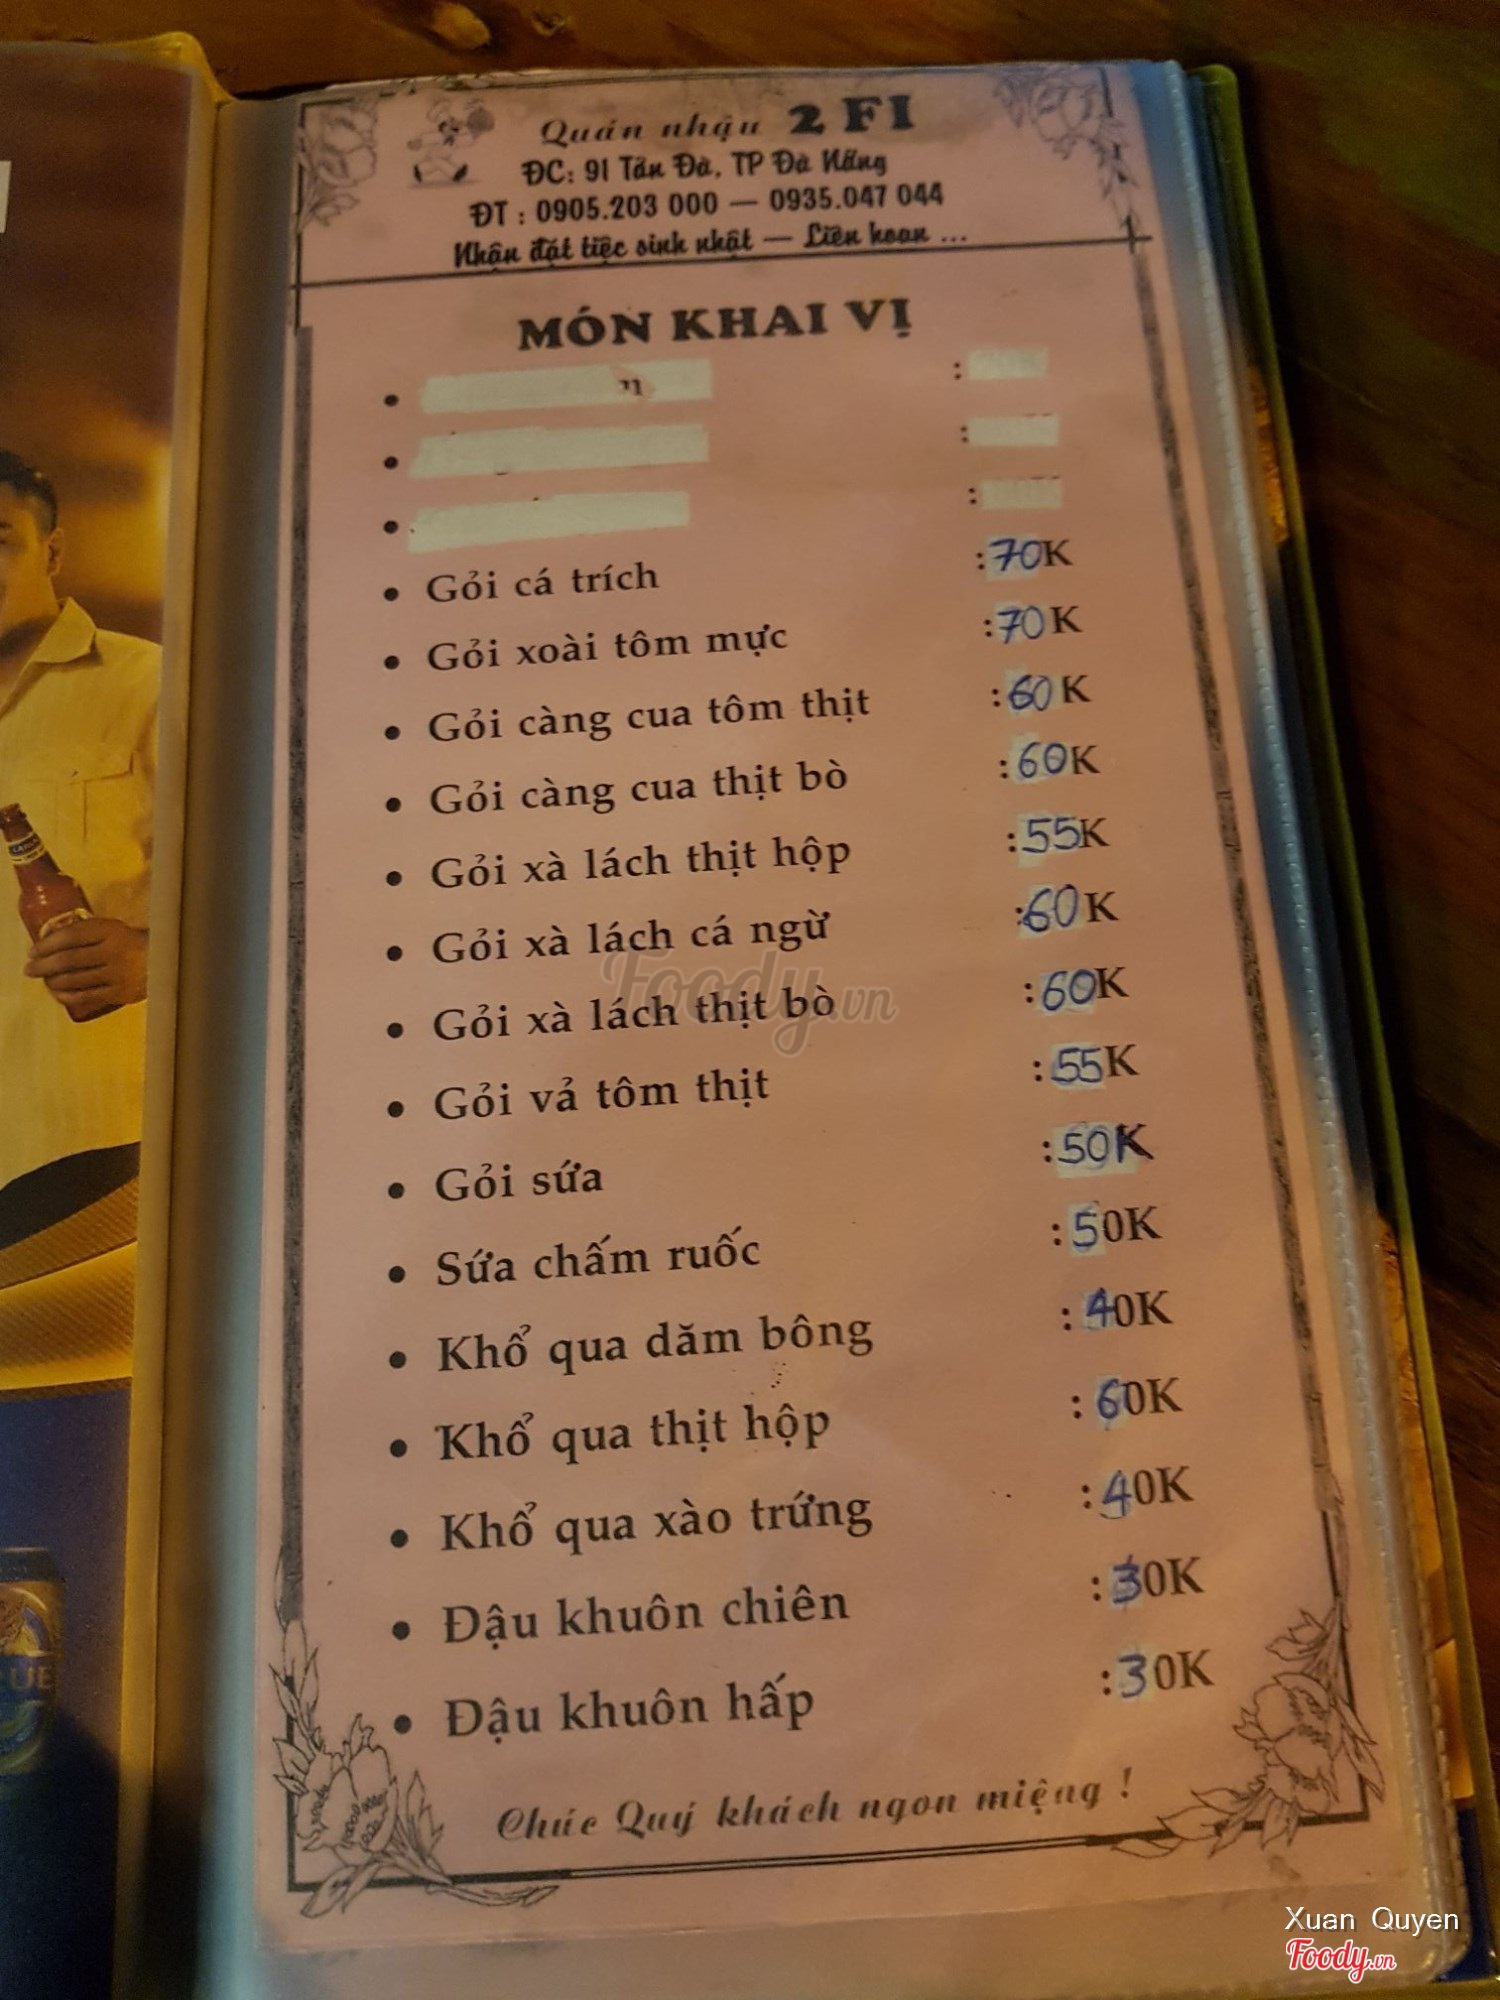 Quán nhậu 2 FI
ĐC: 91 Tản Đà, TP Đà Nẵng
ĐT : 0905.203 000 — 0935.047 044
Nhận đặt tiệc sinh nhật — Liên hoan ...
MÓN KHAI VỊ
• Gỏi cá trích :70K
• Gỏi xoài tôm mực :70K
• Gỏi càng cua tôm thịt :60K
• Gỏi càng cua thịt bò :60K
• Gỏi xà lách thịt hộp :55K
• Gỏi xà lách cá ngừ :60K
• Gỏi xà lách thịt bò :60K
• Gỏi vả tôm thịt :55K
• Gỏi sứa :50K
• Sứa chấm ruốc :50K
• Khổ qua dăm bông :40K
• Khổ qua thịt hộp :60K
• Khổ qua xào trứng :40K
• Đậu khuôn chiên :30K
• Đậu khuôn hấp :30K
Chúc Quý khách ngon miệng !
Foody.vn
Xuan Quyen
Foody.vn